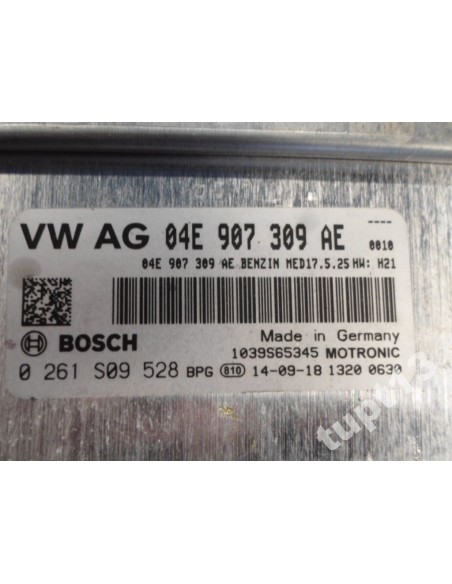 ----
VW AG 04E 907 309 AE 0010
04E 907 309 AE BENZIN MED17.5.25 HW: H21
BOSCH
Made in Germany
1039S65345 MOTRONIC
0 261 S09 528 BPG 810 14-09-18 1320 0630
tupt13